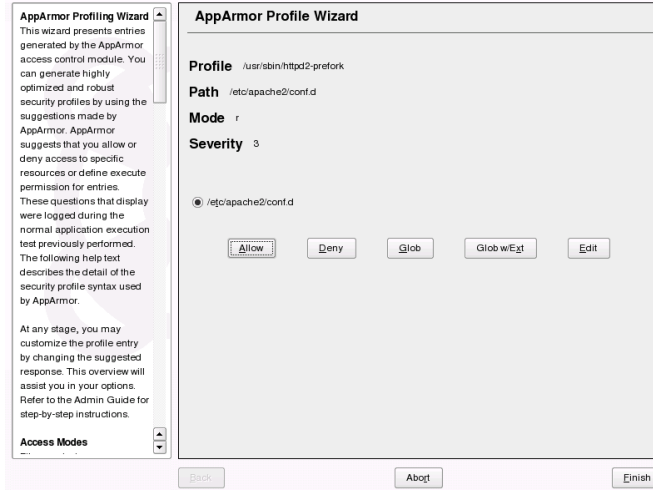 AppArmor Profiling Wizard
This wizard presents entries
generated by the AppArmor
access control module. You
can generate highly
optimized and robust
security profiles by using the
suggestions made by
AppArmor. AppArmor
suggests that you allow or
deny access to specific
resources or define execute
permission for entries.
These questions that display
were logged during the
normal application execution
test previously performed.
The following help text
describes the detail of the
security profile syntax used
by AppArmor.
At any stage, you may
customize the profile entry
by changing the suggested
response. This overview will
assist you in your options.
Refer to the Admin Guide for
step-by-step instructions.
Access Modes
AppArmor Profile Wizard
Profile /usr/sbin/httpd2-prefork
Path /etc/apache2/conf.d
Mode r
Severity 3
/etc/apache2/conf.d
Allow Deny Glob Glob w/Ext Edit
Back Abort Finish